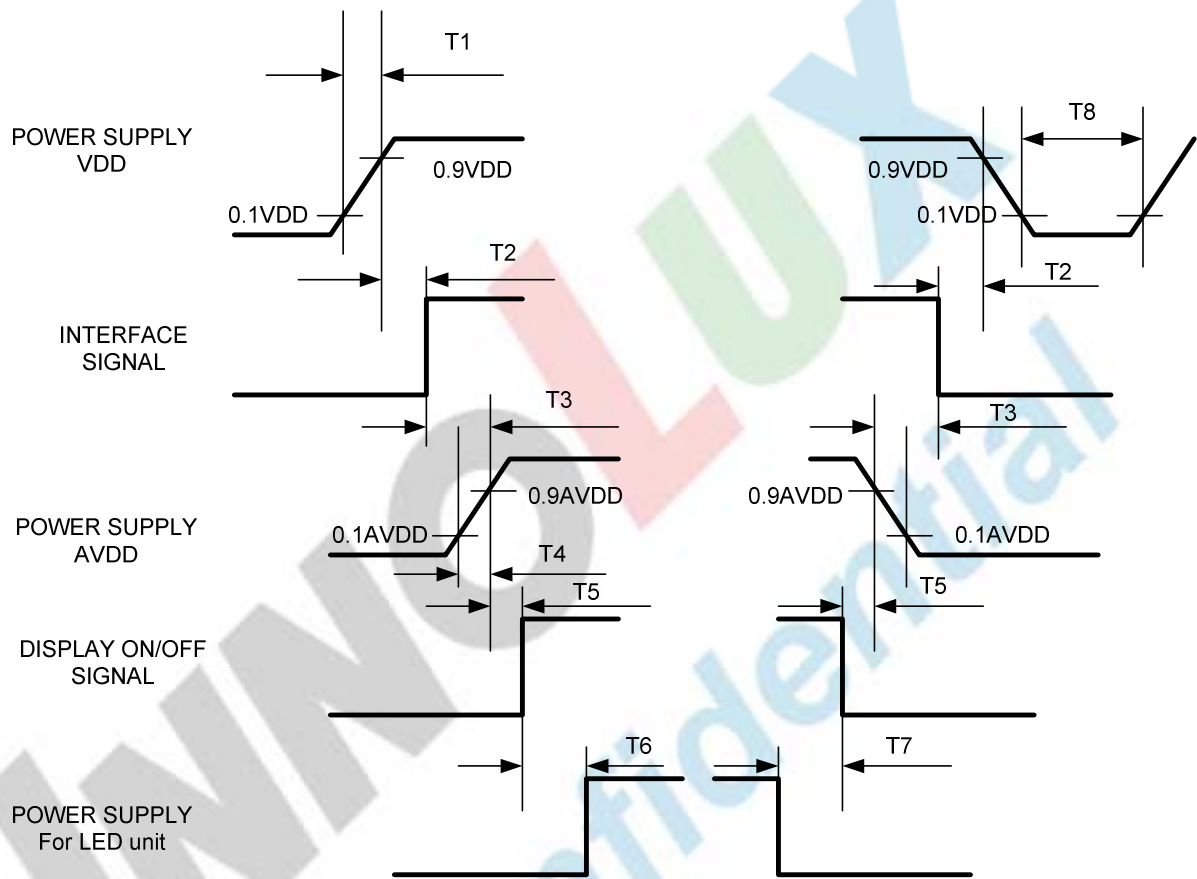 T1
POWER SUPPLY
VDD
T8
0.9VDD
0.9VDD
0.1VDD
0.1VDD
T2
T2
INTERFACE
SIGNAL
T3
T3
0.9AVDD
0.9AVDD
POWER SUPPLY
AVDD
0.1AVDD
0.1AVDD
T4
T5
T5
DISPLAY ON/OFF
SIGNAL
T6
T7
POWER SUPPLY
For LED unit
INNOLUX
Confidential